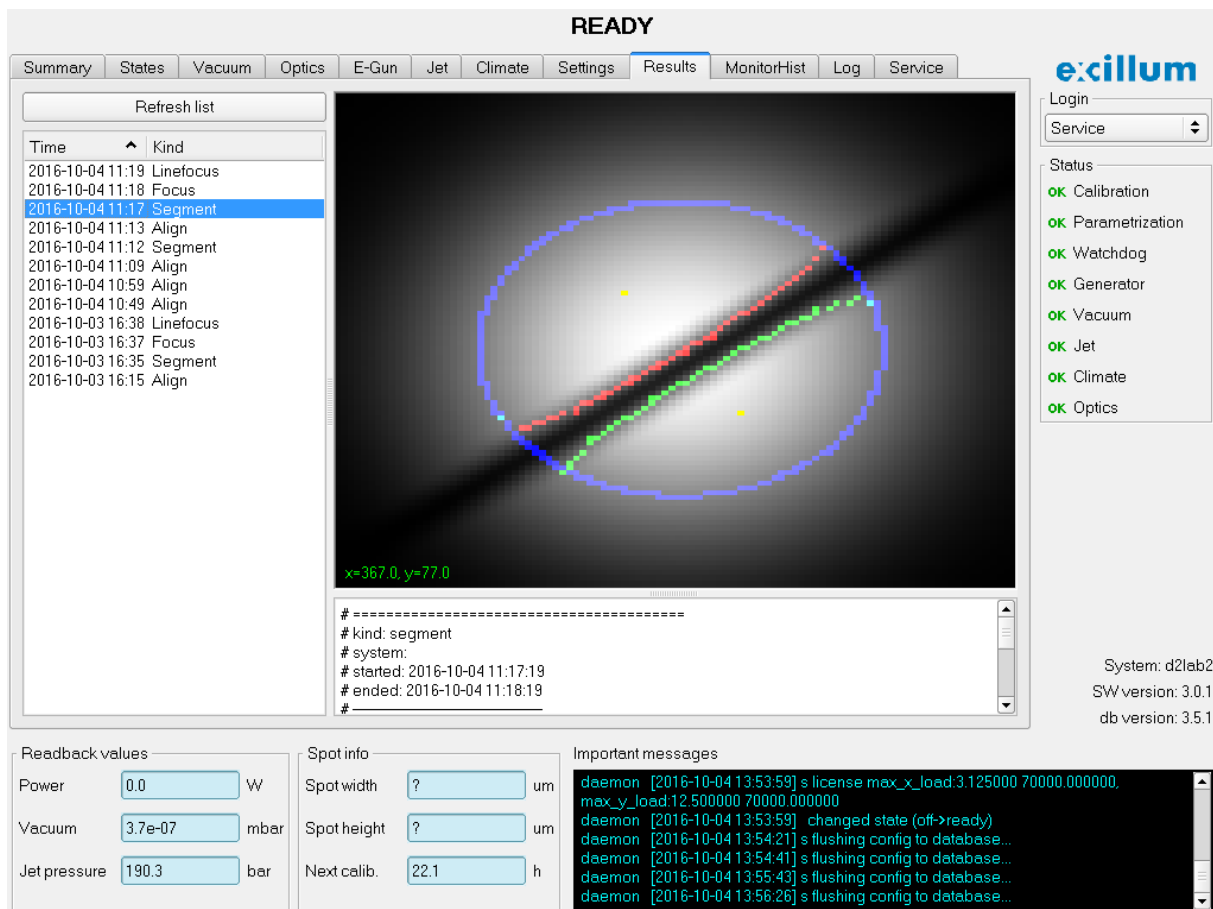 READY
Summary States Vacuum Optics E-Gun Jet Climate Settings Results MonitorHist Log Service
excillum
Refresh list
Time Kind
2016-10-04 11:19 Linefocus
2016-10-04 11:18 Focus
2016-10-04 11:17 Segment
2016-10-04 11:13 Align
2016-10-04 11:12 Segment
2016-10-04 11:09 Align
2016-10-04 10:59 Align
2016-10-04 10:49 Align
2016-10-03 16:38 Linefocus
2016-10-03 16:37 Focus
2016-10-03 16:35 Segment
2016-10-03 16:15 Align
x=367.0, y=77.0
# ========================================
# kind: segment
# system:
# started: 2016-10-04 11:17:19
# ended: 2016-10-04 11:18:19
# ————————————
Login
Service
Status
OK Calibration
OK Parametrization
OK Watchdog
OK Generator
OK Vacuum
OK Jet
OK Climate
OK Optics
System: d2lab2
SW version: 3.0.1
db version: 3.5.1
Readback values
Power 0.0 W
Vacuum 3.7e-07 mbar
Jet pressure 190.3 bar
Spot info
Spot width ? um
Spot height ? um
Next calib. 22.1 h
Important messages
daemon [2016-10-04 13:53:59] s license max_x_load:3.125000 70000.000000,
max_y_load:12.500000 70000.000000
daemon [2016-10-04 13:53:59] changed state (off->ready)
daemon [2016-10-04 13:54:21] s flushing config to database...
daemon [2016-10-04 13:54:41] s flushing config to database...
daemon [2016-10-04 13:55:43] s flushing config to database...
daemon [2016-10-04 13:56:26] s flushing config to database...